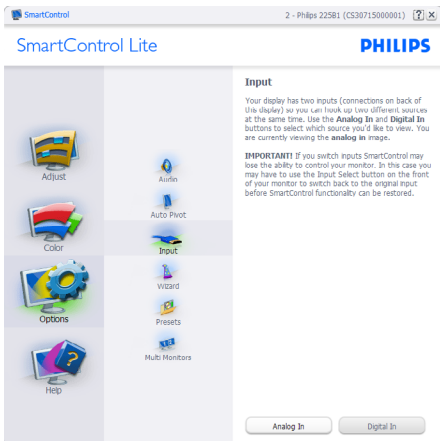 SmartControl
2 - Philips 225B1 (CS30715000001)
SmartControl Lite
PHILIPS
Adjust
Color
Options
Help
Audio
Auto Pivot
Input
Wizard
Presets
Multi Monitors
Input
Your display has two inputs (connections on back of
this display) so you can hook up two different sources
at the same time. Use the Analog In and Digital In
buttons to select which source you'd like to view. You
are currently viewing the analog in image.
IMPORTANT! If you switch inputs SmartControl may
lose the ability to control your monitor. In this case you
may have to use the Input Select button on the front
of your monitor to switch back to the original input
before SmartControl functionality can be restored.
Analog In
Digital In